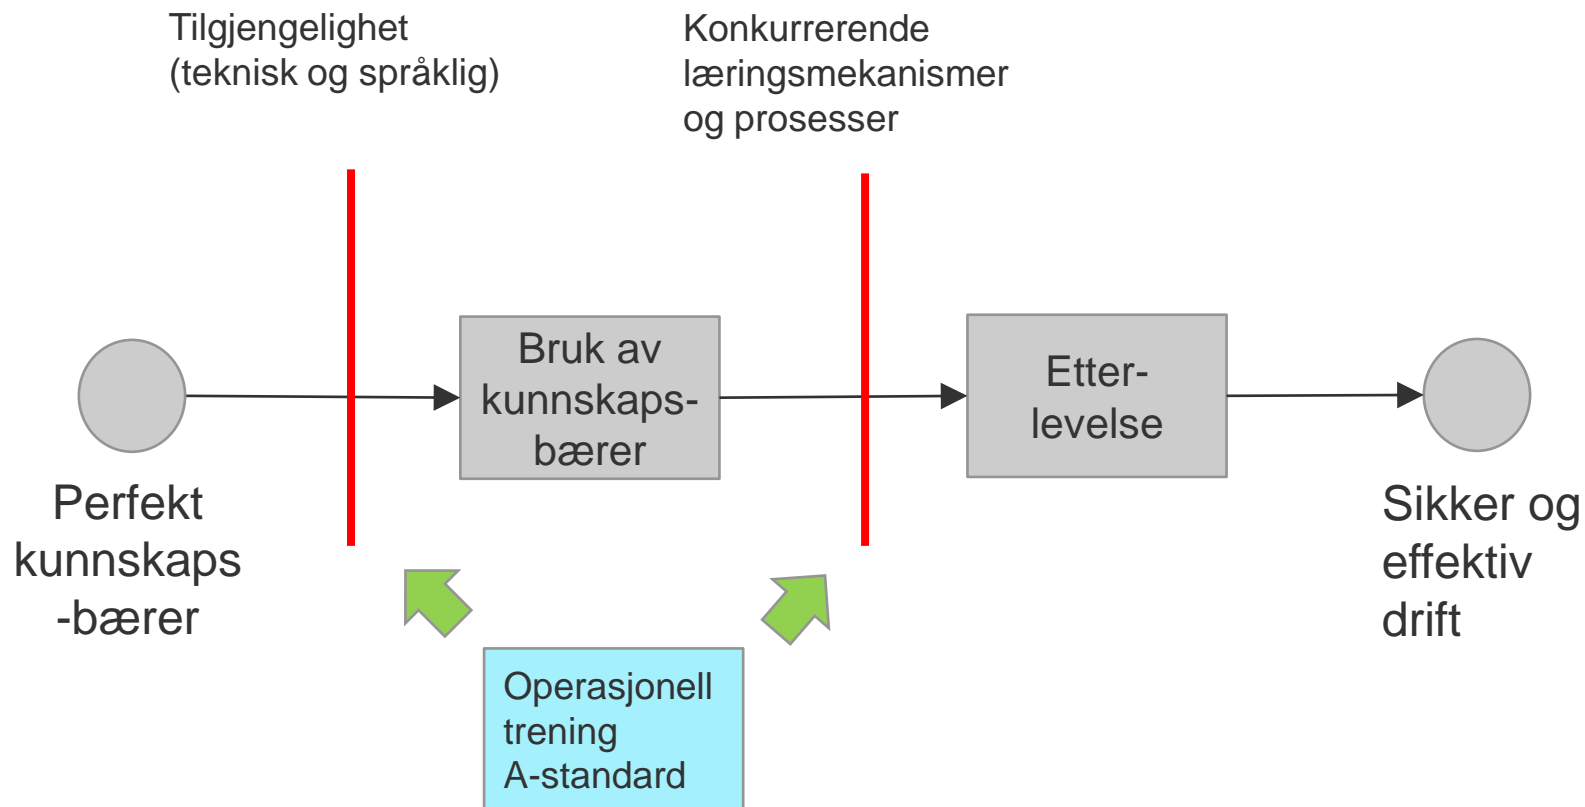 Tilgjengelighet
(teknisk og språklig)
Konkurrerende
læringsmekanismer
og prosesser
Bruk av
kunnskaps-
bærer
Etter-
levelse
Perfekt
kunnskaps
-bærer
Sikker og
effektiv
drift
Operasjonell
trening
A-standard